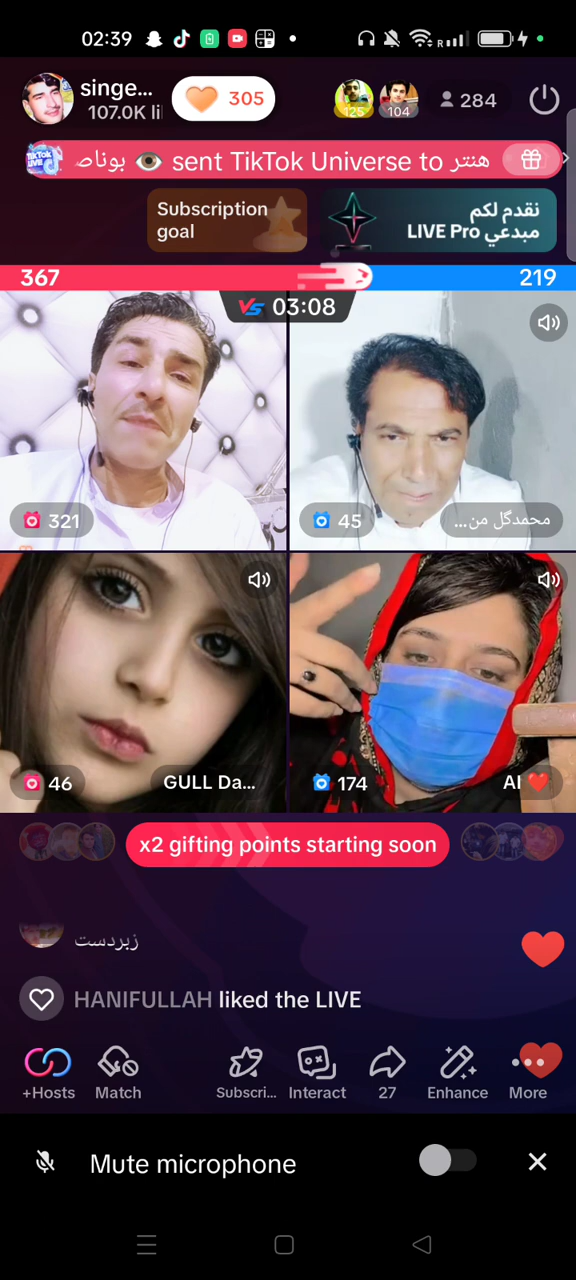 02:39
R
singe...
107.0K li
305
125
104
284
هنتر sent TikTok Universe to 👁 بوناص
Subscription goal
نقدم لكم
مبدعي LIVE Pro
367
219
VS 03:08
321
45
محمدگل من...
46
GULL Da...
174
Al ❤️
x2 gifting points starting soon
زبردست
HANIFULLAH liked the LIVE
+Hosts
Match
Subscri...
Interact
27
Enhance
More
Mute microphone